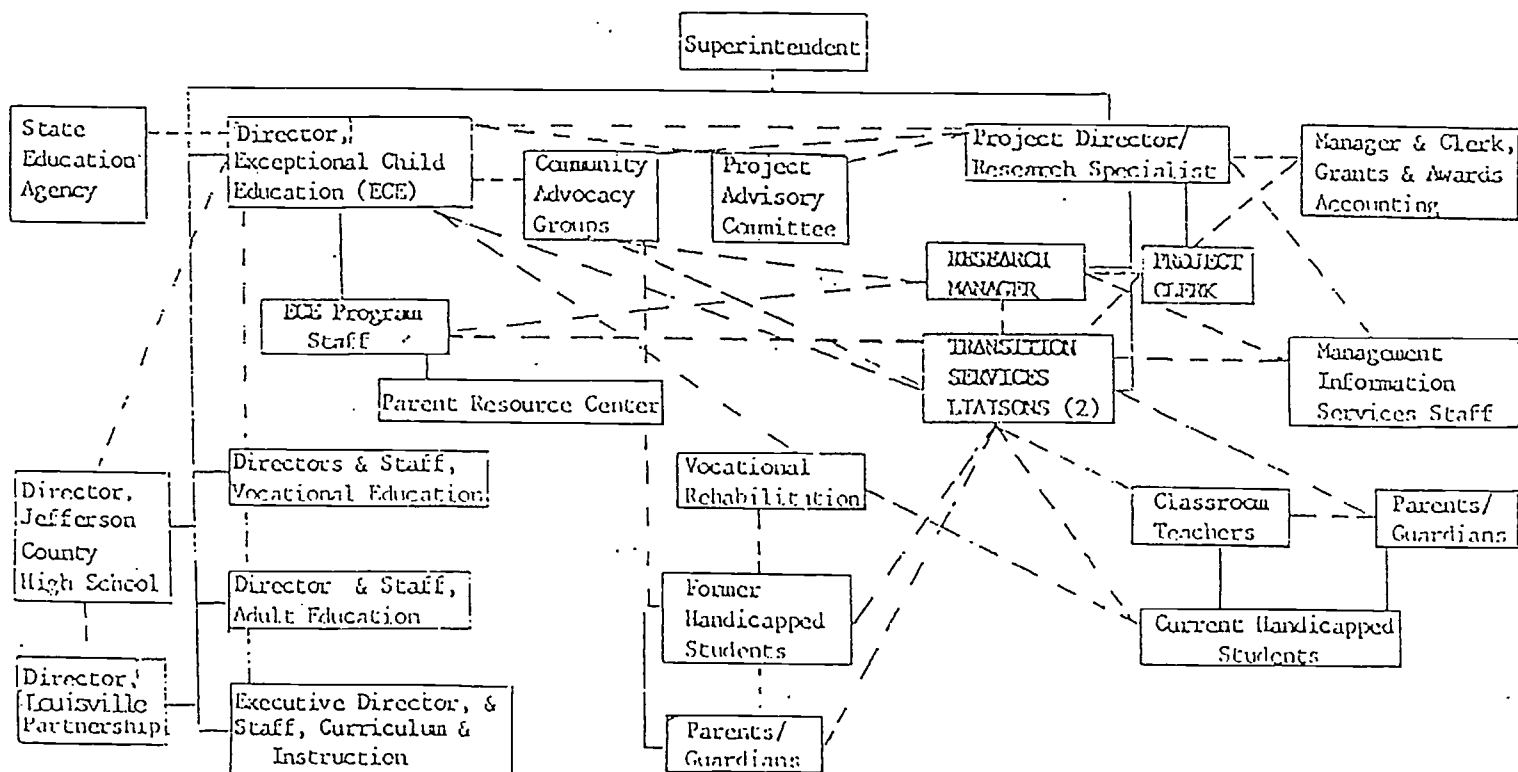 Superintendent
State
Education
Agency
Director,
Exceptional Child
Education (ECE)
Community
Advocacy
Groups
Project
Advisory
Committee
Project Director/
Research Specialist
Manager & Clerk,
Grants & Awards
Accounting
RESEARCH
MANAGER
PROJECT
CLERK
ECE Program
Staff
TRANSITION
SERVICES
LIAISONS (2)
Management
Information
Services Staff
Parent Resource Center
Director,
Jefferson
County
High School
Directors & Staff,
Vocational Education
Vocational
Rehabilitation
Classroom
Teachers
Parents/
Guardians
Director & Staff,
Adult Education
Former
Handicapped
Students
Current Handicapped
Students
Director,
Louisville
Partnership
Executive Director, &
Staff, Curriculum &
Instruction
Parents/
Guardians